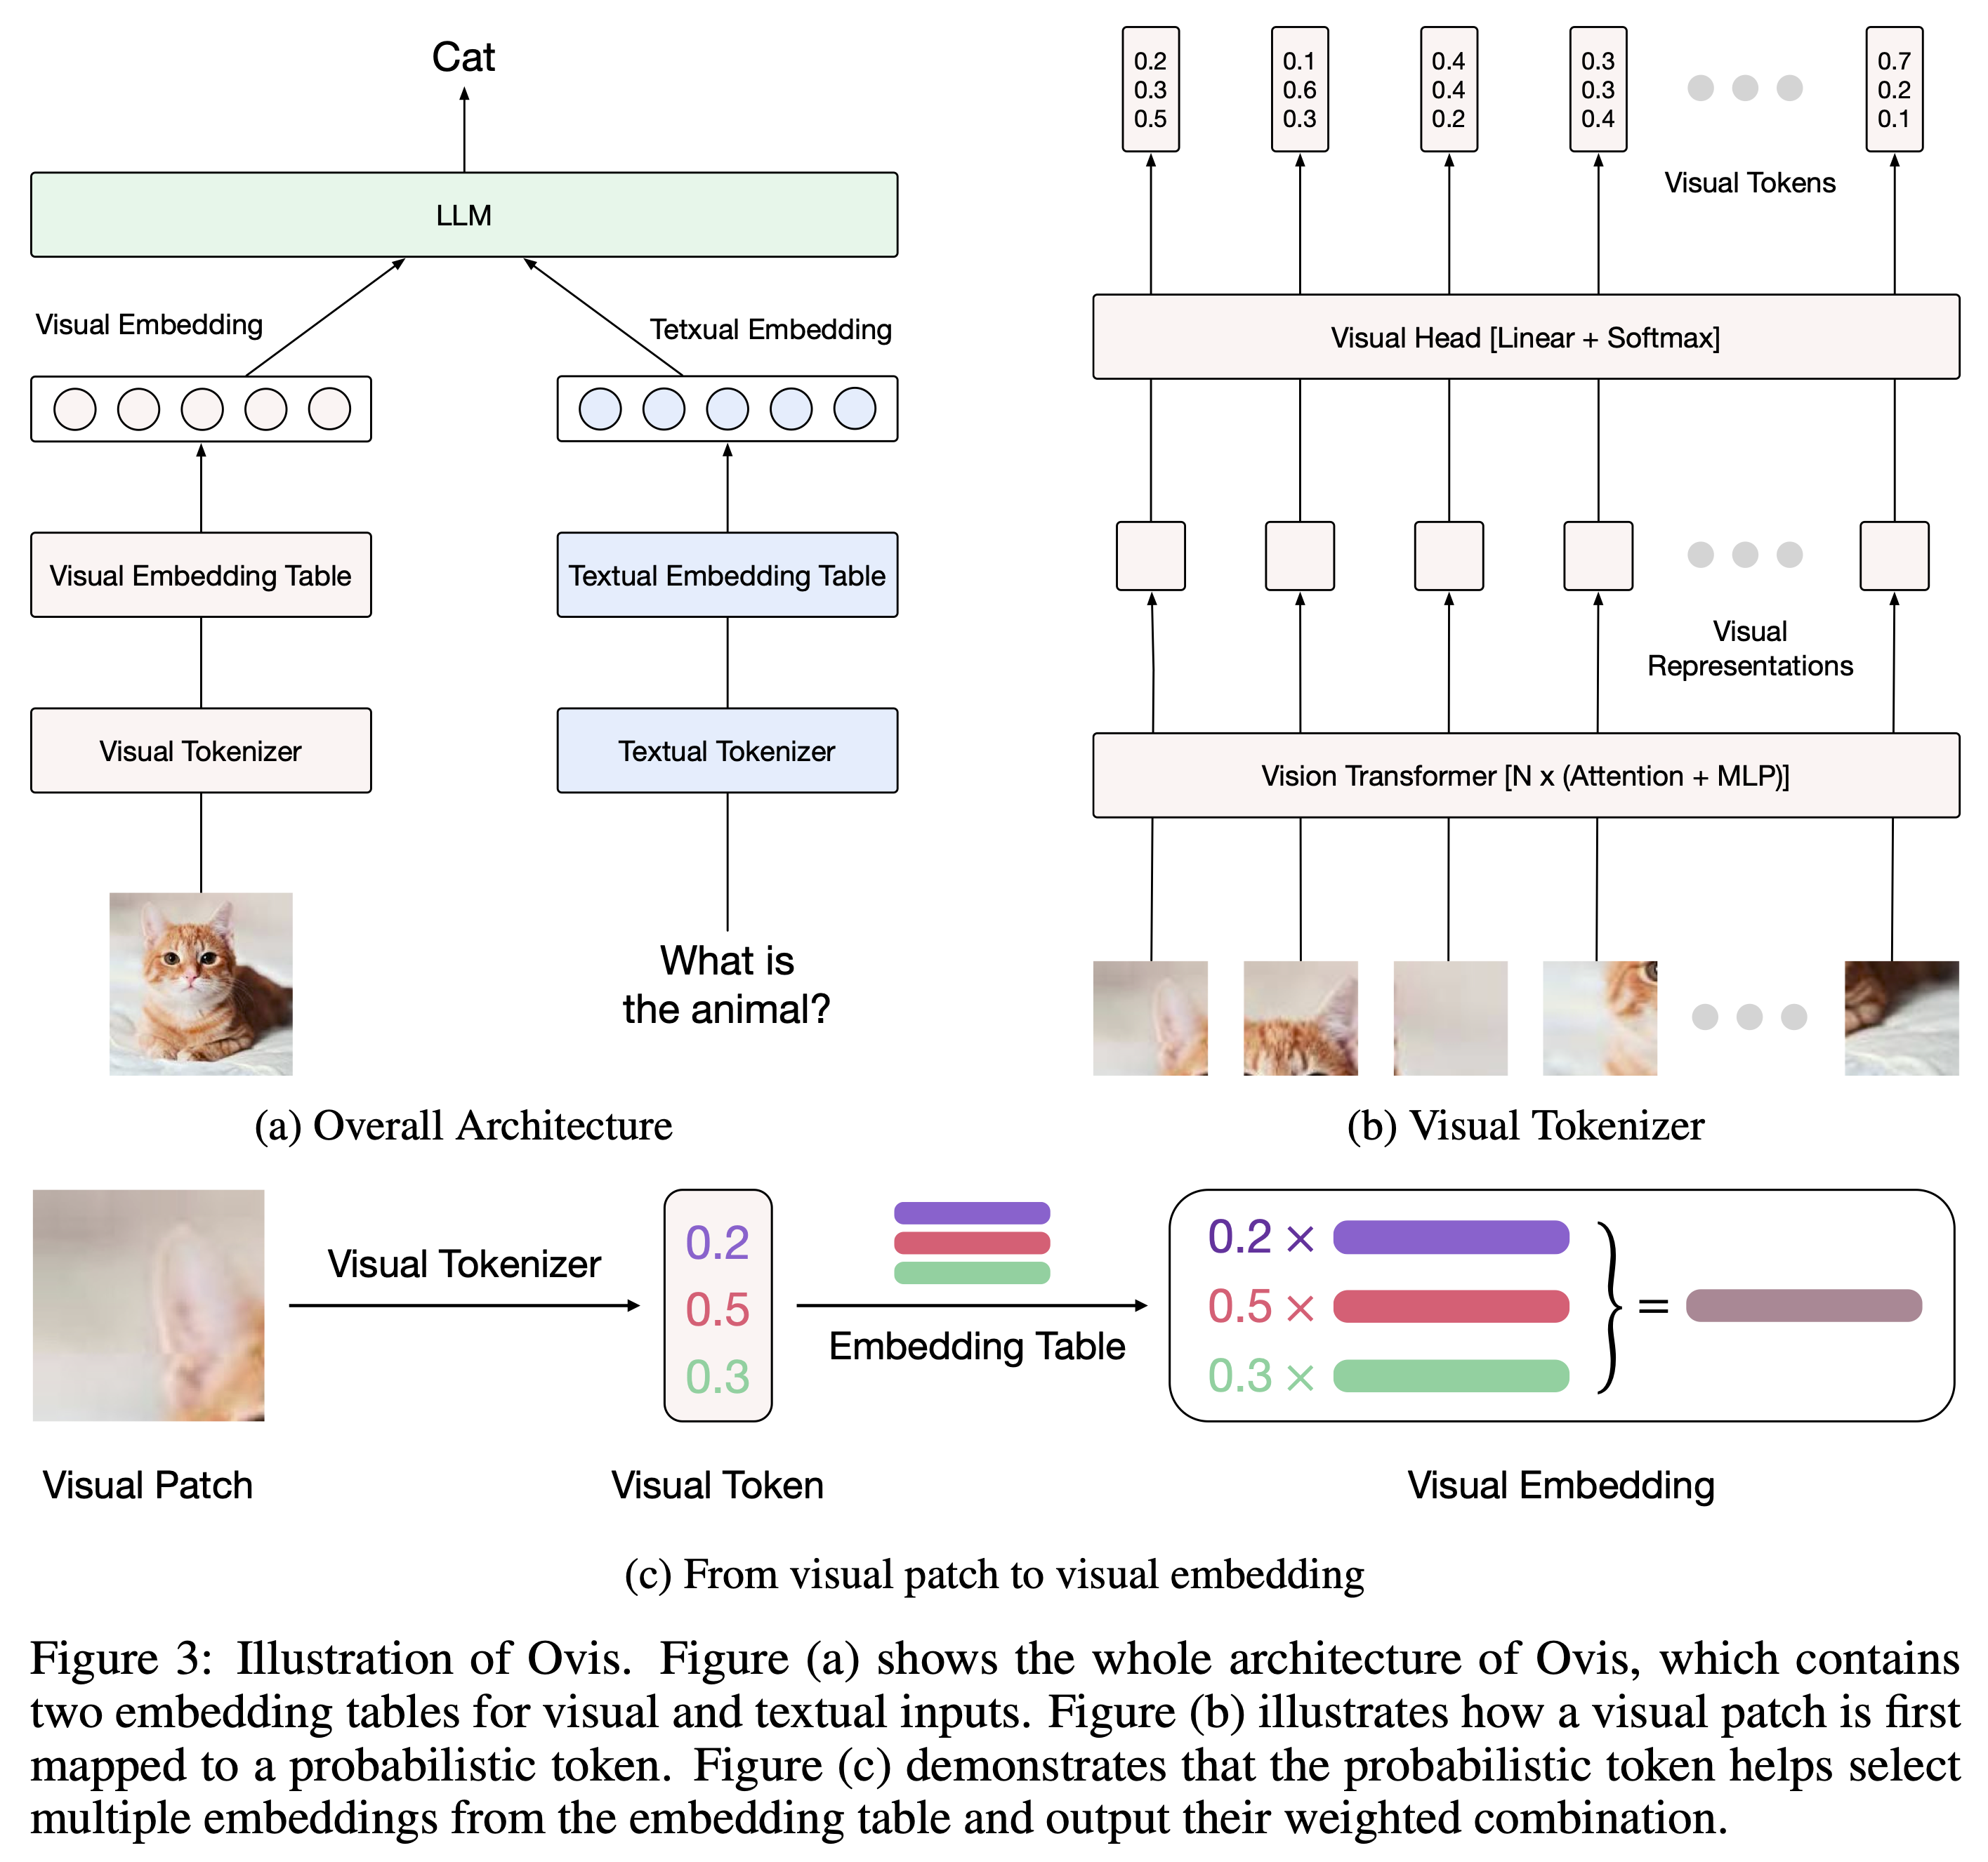 Cat
LLM
Visual Embedding
Tetxual Embedding
Visual Embedding Table
Textual Embedding Table
Visual Tokenizer
Textual Tokenizer
What is
the animal?
(a) Overall Architecture
0.2 0.1 0.4 0.3 0.7
0.3 0.6 0.4 0.3 0.2
0.5 0.3 0.2 0.4 0.1
Visual Tokens
Visual Head [Linear + Softmax]
Visual
Representations
Vision Transformer [N x (Attention + MLP)]
(b) Visual Tokenizer
Visual Tokenizer
0.2
0.5
0.3
Embedding Table
0.2 ×
0.5 ×
0.3 ×
=
Visual Patch
Visual Token
Visual Embedding
(c) From visual patch to visual embedding
Figure 3: Illustration of Ovis. Figure (a) shows the whole architecture of Ovis, which contains
two embedding tables for visual and textual inputs. Figure (b) illustrates how a visual patch is first
mapped to a probabilistic token. Figure (c) demonstrates that the probabilistic token helps select
multiple embeddings from the embedding table and output their weighted combination.